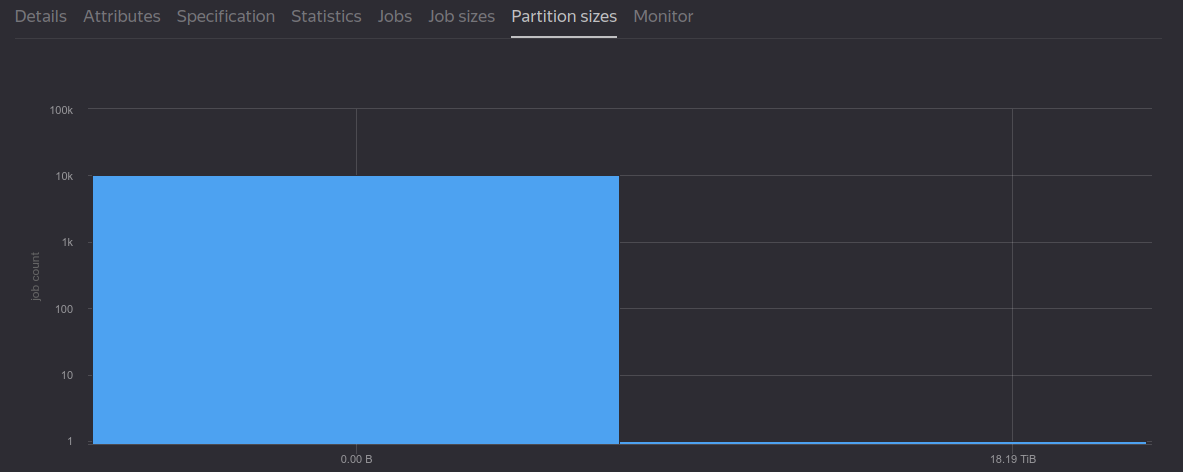 Details Attributes Specification Statistics Jobs Job sizes Partition sizes Monitor
100k
10k
1k
job count
100
10
1
0.00 B 18.19 TiB